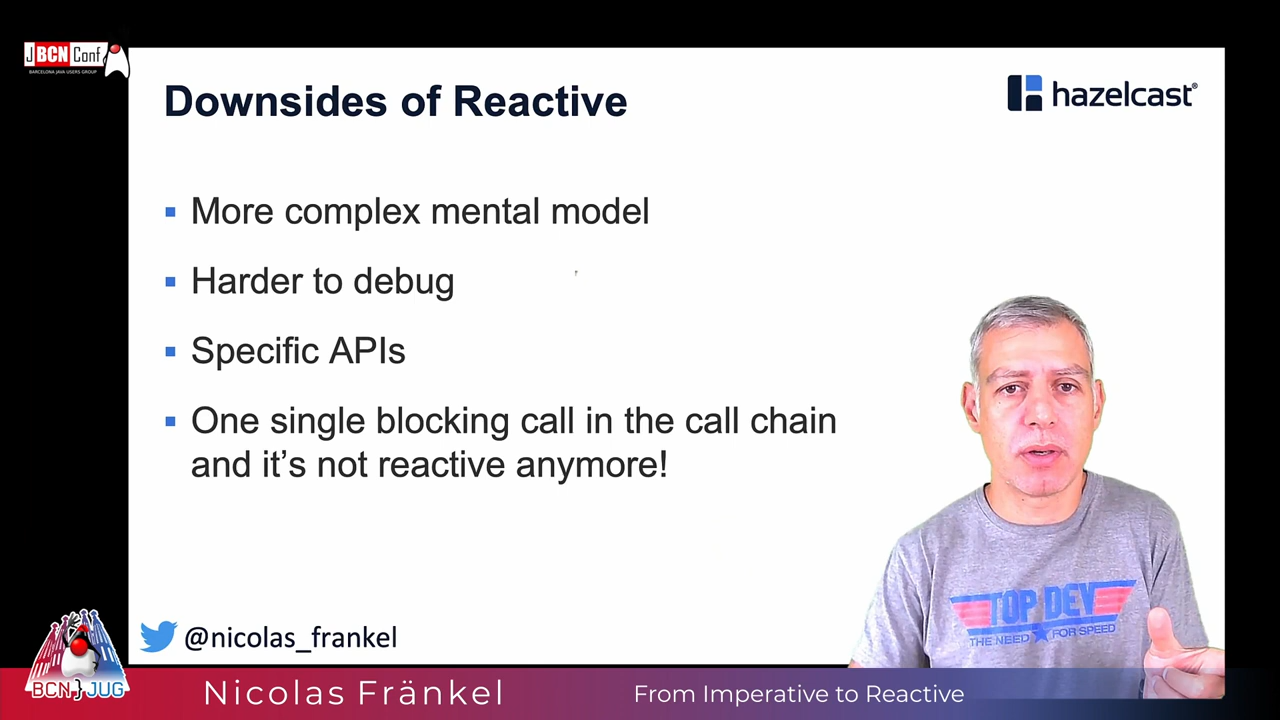 JBCNConf
BARCELONA JAVA USERS GROUP
Downsides of Reactive
hazelcast®
▪ More complex mental model
▪ Harder to debug
▪ Specific APIs
▪ One single blocking call in the call chain
and it’s not reactive anymore!
TOP DEV
THE NEED FOR SPEED
@nicolas_frankel
BCN}JUG
Nicolas Fränkel
From Imperative to Reactive